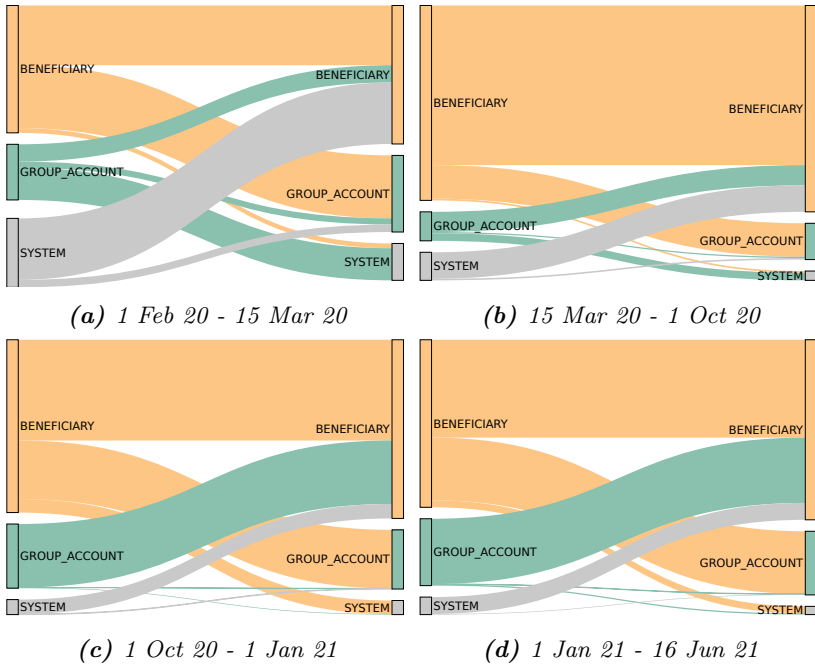 BENEFICIARY
GROUP_ACCOUNT
SYSTEM
BENEFICIARY
GROUP_ACCOUNT
SYSTEM
(a) 1 Feb 20 - 15 Mar 20
BENEFICIARY
GROUP_ACCOUNT
SYSTEM
BENEFICIARY
GROUP_ACCOUNT
SYSTEM
(b) 15 Mar 20 - 1 Oct 20
BENEFICIARY
GROUP_ACCOUNT
SYSTEM
BENEFICIARY
GROUP_ACCOUNT
SYSTEM
(c) 1 Oct 20 - 1 Jan 21
BENEFICIARY
GROUP_ACCOUNT
SYSTEM
BENEFICIARY
GROUP_ACCOUNT
SYSTEM
(d) 1 Jan 21 - 16 Jun 21